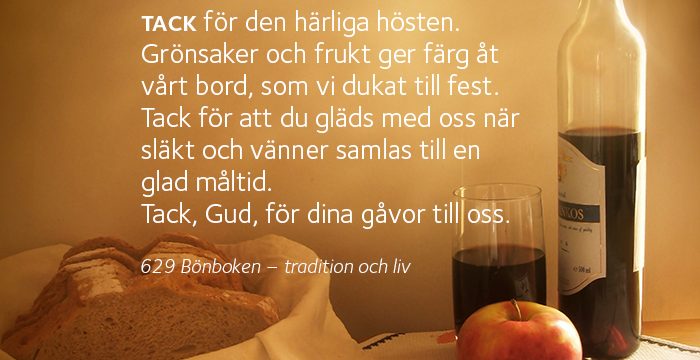 TACK för den härliga hösten.
Grönsaker och frukt ger färg åt
vårt bord, som vi dukat till fest.
Tack för att du gläds med oss när
släkt och vänner samlas till en
glad måltid.
Tack, Gud, för dina gåvor till oss.
629 Bönboken – tradition och liv
500 ml